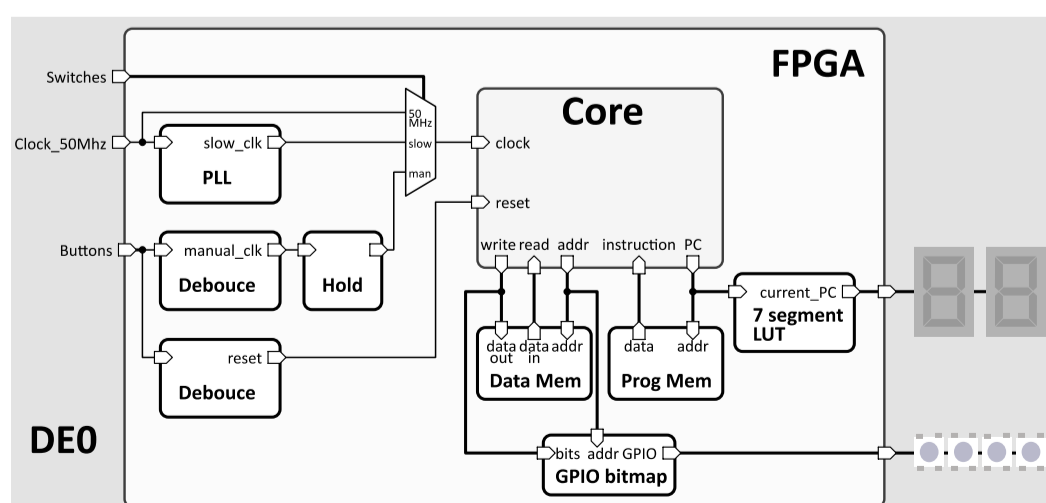 FPGA
Switches
Core
50
MHz
Clock_50Mhz
slow_clk
slow
clock
PLL
man
reset
Buttons
manual_clk
write read addr instruction PC
Debouce
Hold
current_PC
7 segment
LUT
data
out
data
in
addr
data
addr
reset
Debouce
Data Mem
Prog Mem
DE0
bits addr GPIO
GPIO bitmap